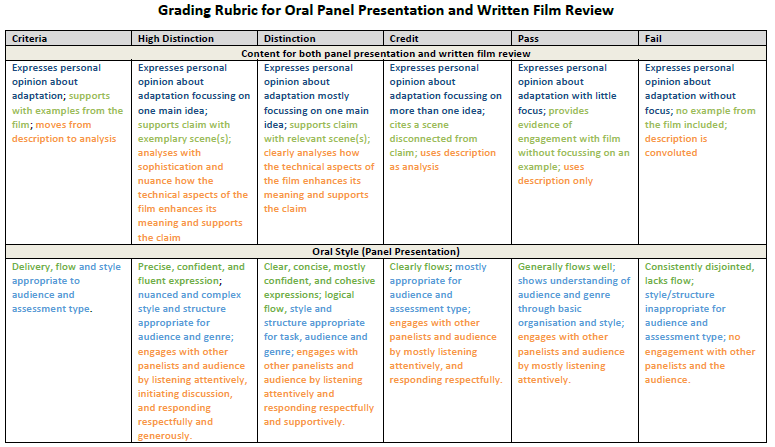 Grading Rubric for Oral Panel Presentation and Written Film Review
Criteria
High Distinction
Distinction
Credit
Pass
Fail
Content for both panel presentation and written film review
Expresses personal
opinion about
adaptation; supports
with examples from the
film; moves from
description to analysis
Expresses personal
opinion about
adaptation focussing on
one main idea;
supports claim with
exemplary scene(s);
analyses with
sophistication and
nuance how the
technical aspects of the
film enhances its
meaning and supports
the claim
Expresses personal
opinion about
adaptation mostly
focussing on one main
idea; supports claim
with relevant scene(s);
clearly analyses how
the technical aspects of
the film enhances its
meaning and supports
the claim
Expresses personal
opinion about
adaptation focussing on
more than one idea;
cites a scene
disconnected from
claim; uses description
as analysis
Expresses personal
opinion about
adaptation with little
focus; provides
evidence of
engagement with film
without focussing on an
example; uses
description only
Expresses personal
opinion about
adaptation without
focus; no example from
the film included;
description is
convoluted
Oral Style (Panel Presentation)
Delivery, flow and style
appropriate to
audience and
assessment type.
Precise, confident, and
fluent expression;
nuanced and complex
style and structure
appropriate for
audience and genre;
engages with other
panelists and audience
by listening attentively,
initiating discussion,
and responding
respectfully and
generously.
Clear, concise, mostly
confident, and cohesive
expressions; logical
flow, style and
structure appropriate
for task, audience and
genre; engages with
other panelists and
audience by listening
attentively and
responding respectfully
and supportively.
Clearly flows; mostly
appropriate for
audience and
assessment type;
engages with other
panelists and audience
by mostly listening
attentively, and
responding respectfully.
Generally flows well;
shows understanding of
audience and genre
through basic
organisation and style;
engages with other
panelists and audience
by mostly listening
attentively.
Consistently disjointed,
lacks flow;
style/structure
inappropriate for
audience and
assessment type; no
engagement with other
panelists and the
audience.